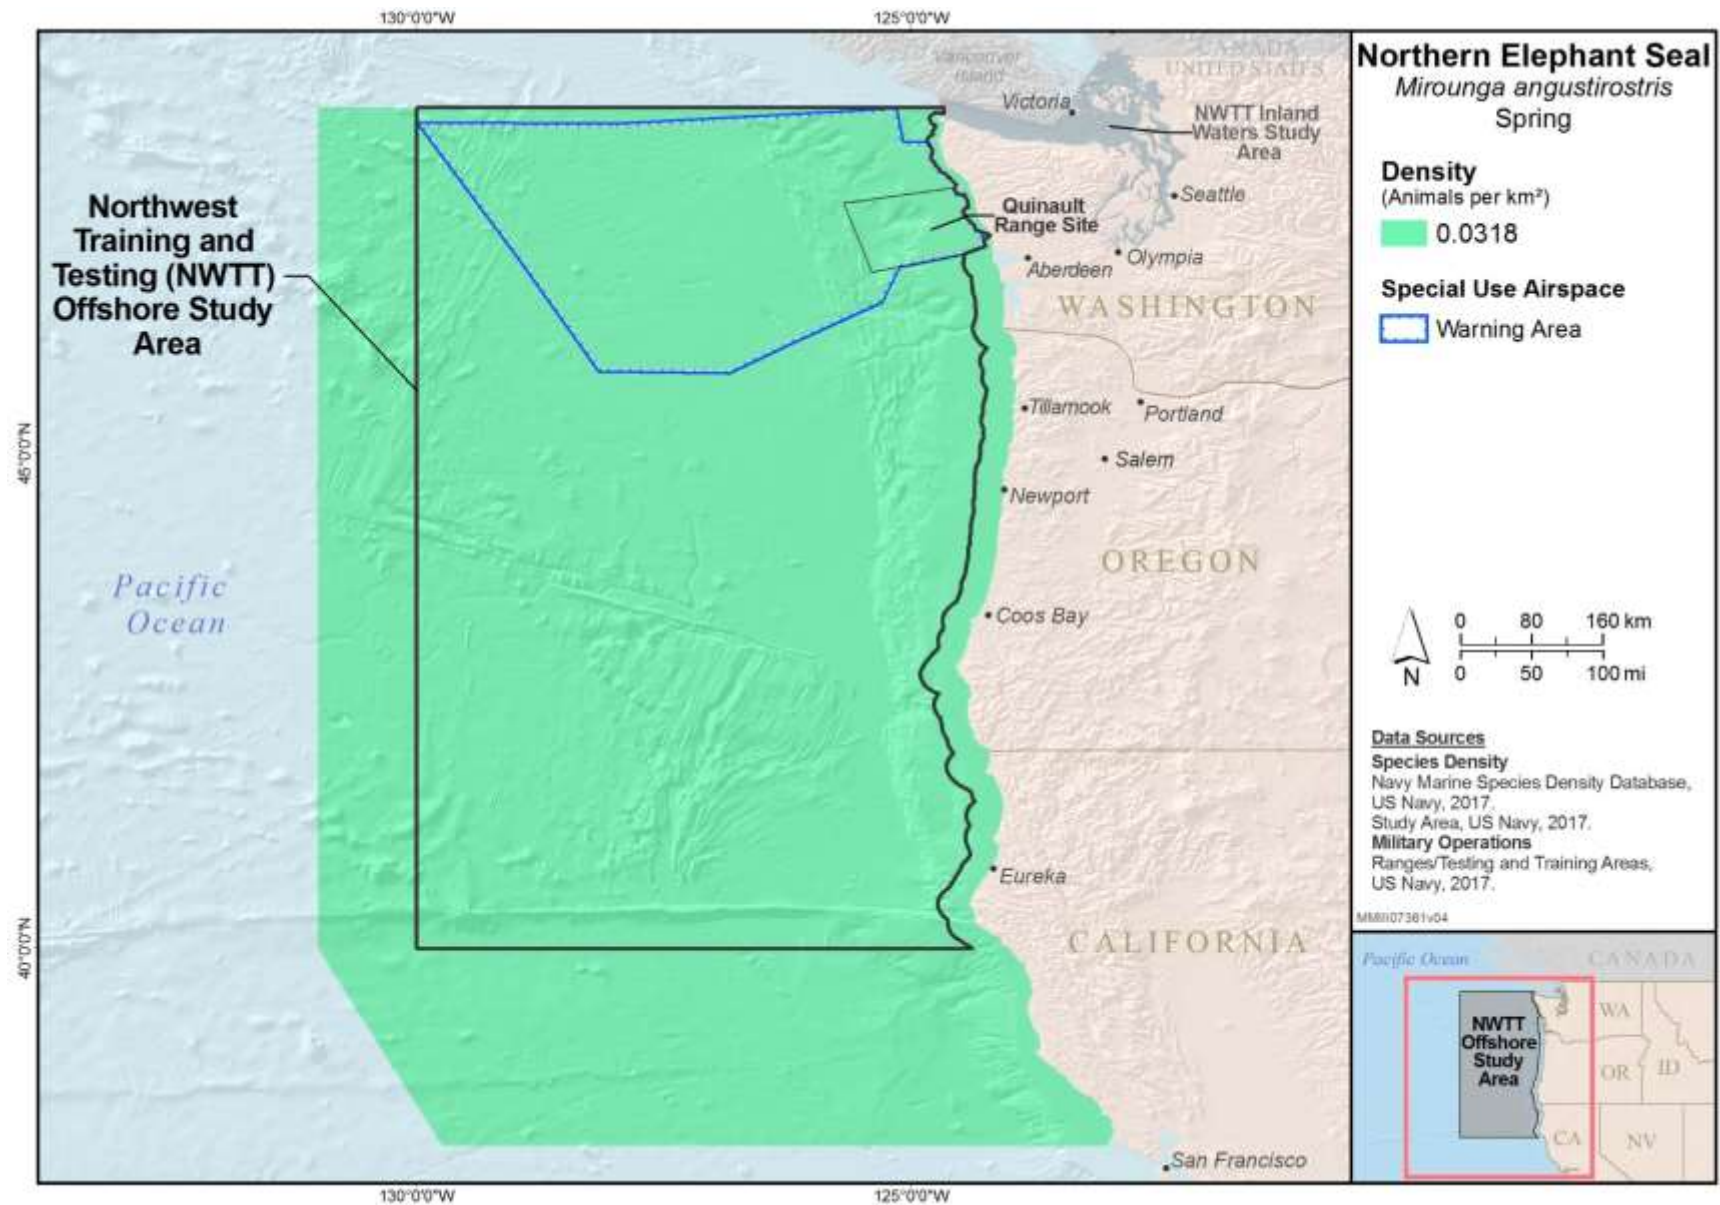 130°0'0"W
125°0'0"W
Vancouver
Island
CANADA
UNITED STATES
Victoria
NWTT Inland
Waters Study
Area
Seattle
Northwest
Training and
Testing (NWTT)
Offshore Study
Area
Quinault
Range Site
Aberdeen
Olympia
WASHINGTON
Tillamook
Portland
45°0'0"N
Salem
Newport
Pacific
Ocean
OREGON
Coos Bay
Eureka
40°0'0"N
CALIFORNIA
San Francisco
130°0'0"W
125°0'0"W
Northern Elephant Seal
Mirounga angustirostris
Spring
Density
(Animals per km²)
0.0318
Special Use Airspace
Warning Area
0 80 160 km
0 50 100 mi
N
Data Sources
Species Density
Navy Marine Species Density Database,
US Navy, 2017.
Study Area, US Navy, 2017.
Military Operations
Ranges/Testing and Training Areas,
US Navy, 2017.
Pacific Ocean
CANADA
WA
NWTT
Offshore
Study
Area
OR
ID
CA
NV